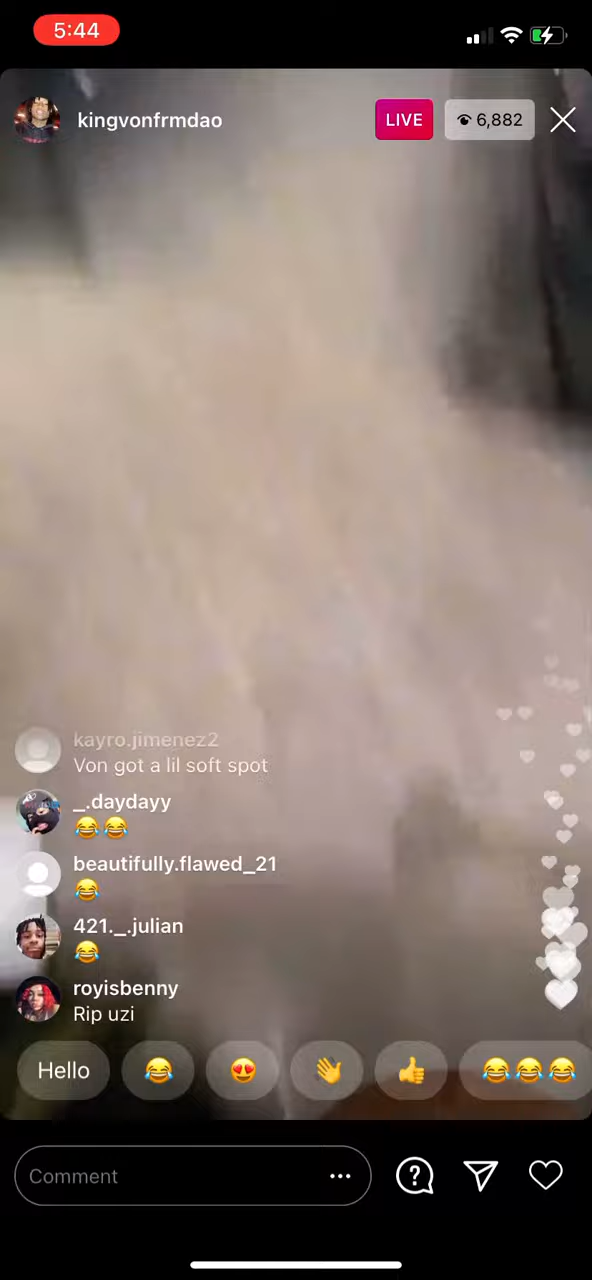 5:44
kingvonfrmdao
LIVE
6,882
kayro.jimenez2
Von got a lil soft spot
_.daydayy
😂😂
beautifully.flawed_21
😂
421._.julian
😂
royisbenny
Rip uzi
Hello 😂 😍 👋 👍 😂😂😂
Comment